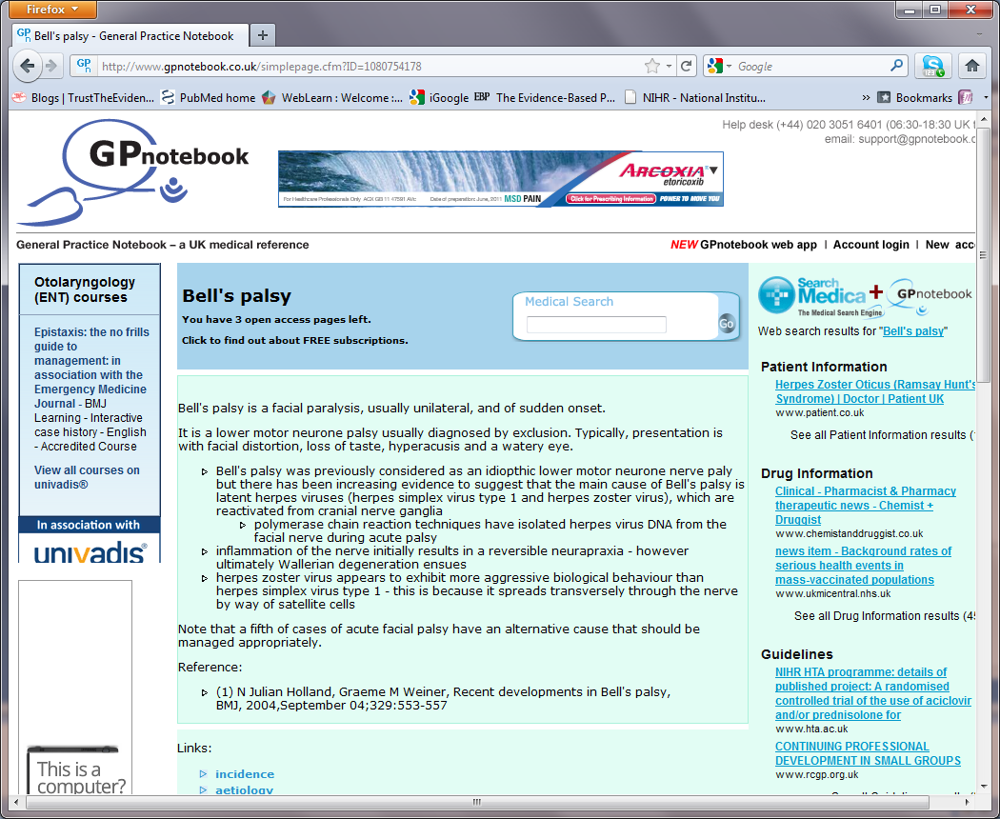 Firefox
Bell's palsy - General Practice Notebook
http://www.gpnotebook.co.uk/simplepage.cfm?ID=1080754178
Google
Blogs | TrustTheEviden...
PubMed home
WebLearn : Welcome :...
iGoogle
EBP The Evidence-Based P...
NIHR - National Institu...
Bookmarks
Help desk (+44) 020 3051 6401 (06:30-18:30 UK
email: support@gpnotebook.c
GPnotebook
ARCOXIA
etoricoxib
For Healthcare Professionals Only AOX GB 11 47591 AVc Date of preparation: June, 2011 MSD PAIN Click for Prescribing Information POWER TO MOVE YOU
General Practice Notebook – a UK medical reference
NEW GPnotebook web app | Account login | New acc
Otolaryngology
(ENT) courses
Epistaxis: the no frills
guide to
management: in
association with the
Emergency Medicine
Journal - BMJ
Learning - Interactive
case history - English
- Accredited Course
View all courses on
univadis®
In association with
univadis®
This is a
computer?
Bell's palsy
You have 3 open access pages left.
Click to find out about FREE subscriptions.
Medical Search
Go
Bell's palsy is a facial paralysis, usually unilateral, and of sudden onset.
It is a lower motor neurone palsy usually diagnosed by exclusion. Typically, presentation is
with facial distortion, loss of taste, hyperacusis and a watery eye.
Bell's palsy was previously considered as an idiopthic lower motor neurone nerve paly
but there has been increasing evidence to suggest that the main cause of Bell's palsy is
latent herpes viruses (herpes simplex virus type 1 and herpes zoster virus), which are
reactivated from cranial nerve ganglia
polymerase chain reaction techniques have isolated herpes virus DNA from the
facial nerve during acute palsy
inflammation of the nerve initially results in a reversible neurapraxia - however
ultimately Wallerian degeneration ensues
herpes zoster virus appears to exhibit more aggressive biological behaviour than
herpes simplex virus type 1 - this is because it spreads transversely through the nerve
by way of satellite cells
Note that a fifth of cases of acute facial palsy have an alternative cause that should be
managed appropriately.
Reference:
(1) N Julian Holland, Graeme M Weiner, Recent developments in Bell's palsy,
BMJ, 2004,September 04;329:553-557
Links:
incidence
aetiology
Search
Medica + GPnotebook
The Medical Search Engine
Web search results for "Bell's palsy"
Patient Information
Herpes Zoster Oticus (Ramsay Hunt's
Syndrome) | Doctor | Patient UK
www.patient.co.uk
See all Patient Information results (
Drug Information
Clinical - Pharmacist & Pharmacy
therapeutic news - Chemist +
Druggist
www.chemistanddruggist.co.uk
news item - Background rates of
serious health events in
mass-vaccinated populations
www.ukmicentral.nhs.uk
See all Drug Information results (45
Guidelines
NIHR HTA programme: details of
published project: A randomised
controlled trial of the use of aciclovir
and/or prednisolone for
www.hta.ac.uk
CONTINUING PROFESSIONAL
DEVELOPMENT IN SMALL GROUPS
www.rcgp.org.uk